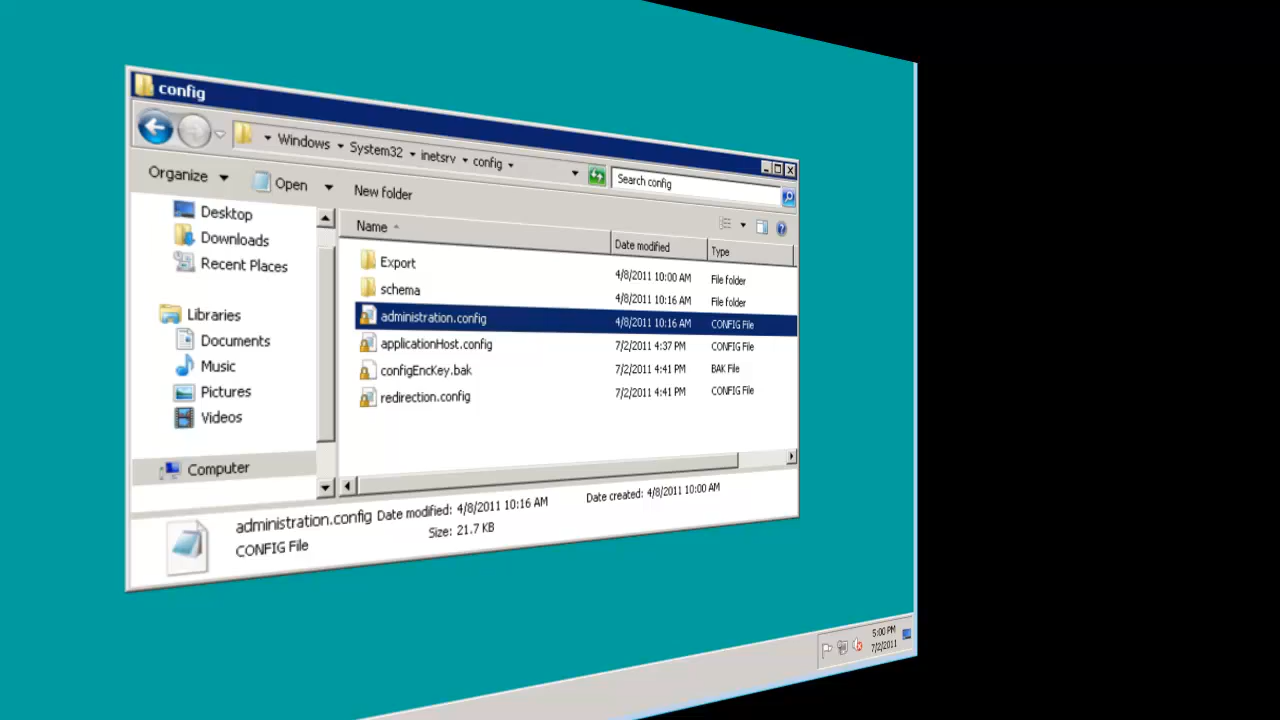 config
Windows System32 inetsrv config
Search config
Organize Open New folder
Desktop
Downloads
Recent Places
Libraries
Documents
Music
Pictures
Videos
Computer
Name Date modified Type
Export 4/8/2011 10:00 AM File folder
schema 4/8/2011 10:16 AM File folder
administration.config 4/8/2011 10:16 AM CONFIG File
applicationHost.config 7/2/2011 4:37 PM CONFIG File
configEncKey.bak 7/2/2011 4:41 PM BAK File
redirection.config 7/2/2011 4:41 PM CONFIG File
administration.config Date modified: 4/8/2011 10:16 AM Date created: 4/8/2011 10:00 AM
CONFIG File Size: 21.7 KB
5:00 PM
7/2/2011